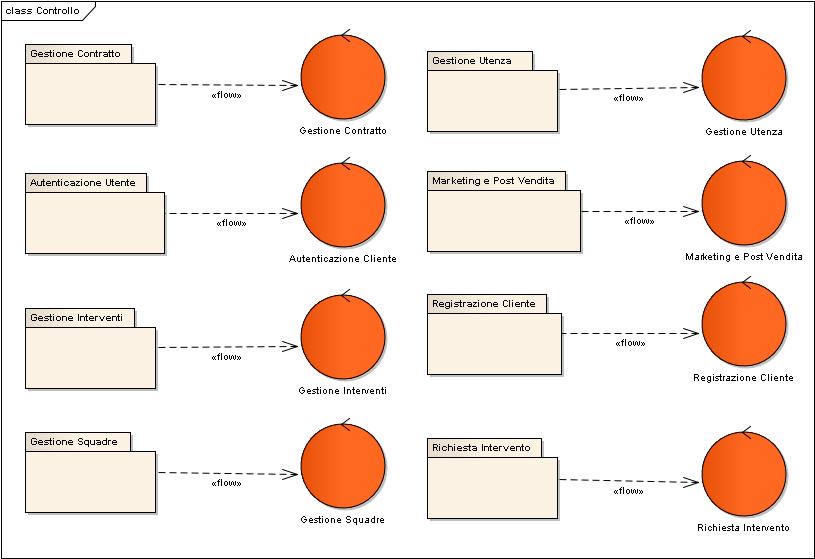 class Controllo
Gestione Contratto
«flow»
Gestione Contratto
Gestione Utenza
«flow»
Gestione Utenza
Autenticazione Utente
«flow»
Autenticazione Cliente
Marketing e Post Vendita
«flow»
Marketing e Post Vendita
Gestione Interventi
«flow»
Gestione Interventi
Registrazione Cliente
«flow»
Registrazione Cliente
Gestione Squadre
«flow»
Gestione Squadre
Richiesta Intervento
«flow»
Richiesta Intervento